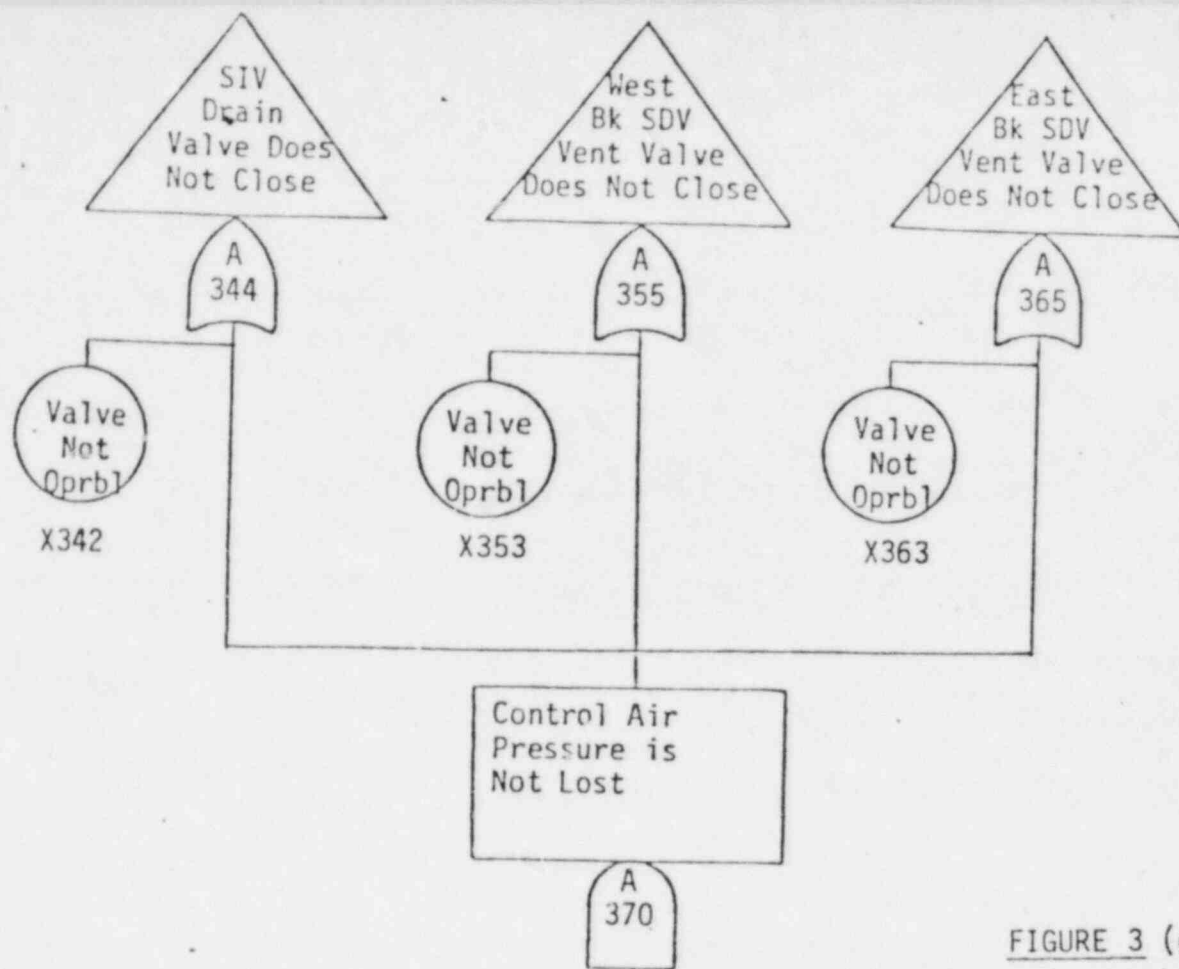 SIV
Drain
Valve Does
Not Close
West
Bk SDV
Vent Valve
Does Not Close
East
Bk SDV
Vent Valve
Does Not Close
A
344
A
355
A
365
Valve
Not
Oprbl
X342
Valve
Not
Oprbl
X353
Valve
Not
Oprbl
X363
Control Air
Pressure is
Not Lost
A
370
FIGURE 3 (